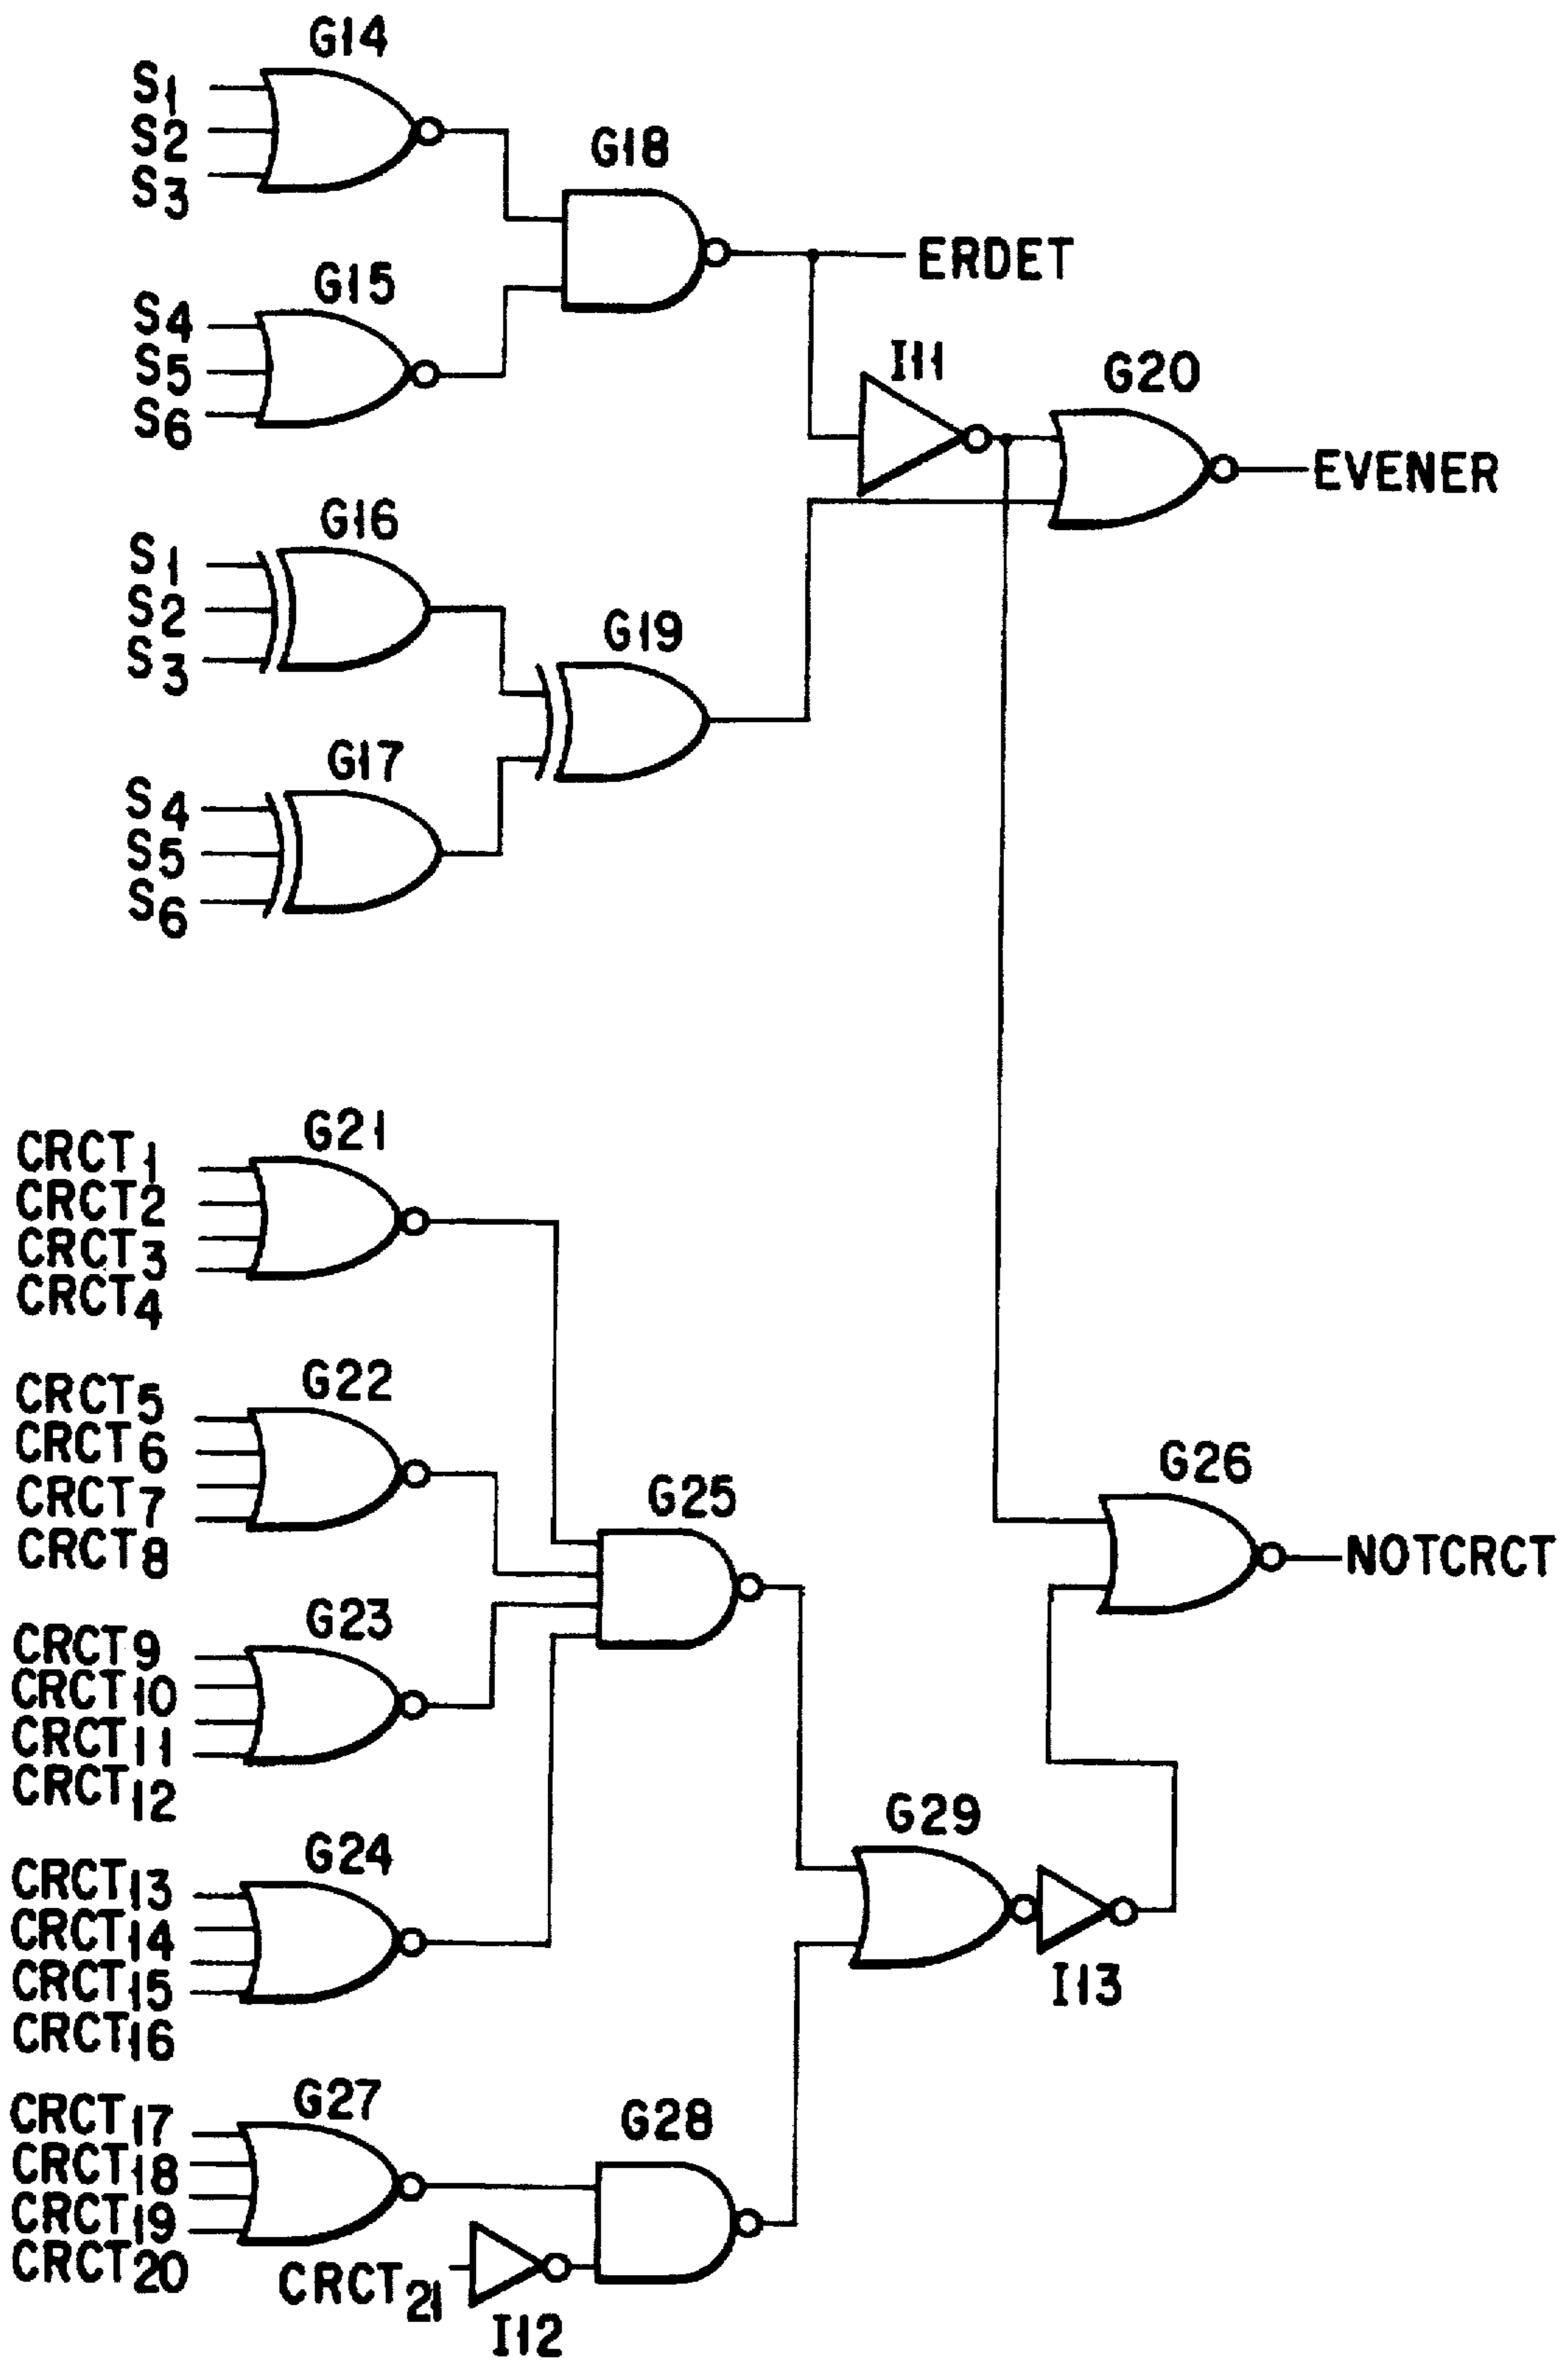 G14
S1
S2
S3
G18
ERDET
G15
S4
S5
S6
I11
G20
EVENER
G16
S1
S2
S3
G19
G17
S4
S5
S6
G21
CRCT1
CRCT2
CRCT3
CRCT4
G22
CRCT5
CRCT6
CRCT7
CRCT8
G25
G26
NOTCRCT
G23
CRCT9
CRCT10
CRCT11
CRCT12
G29
G24
CRCT13
CRCT14
CRCT15
CRCT16
I13
G27
CRCT17
CRCT18
CRCT19
CRCT20
G28
CRCT21
I12